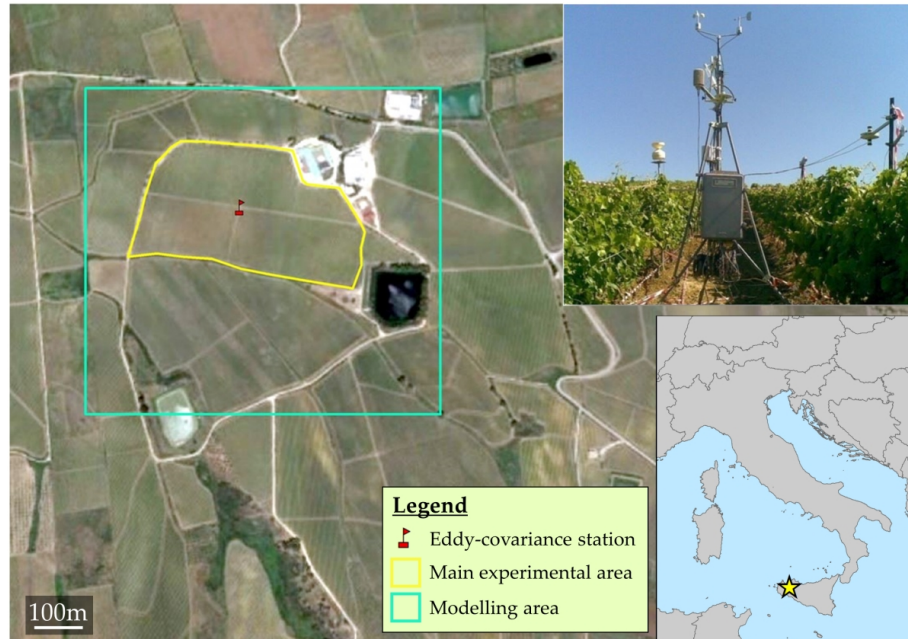 Legend
Eddy-covariance station
Main experimental area
Modelling area
100m